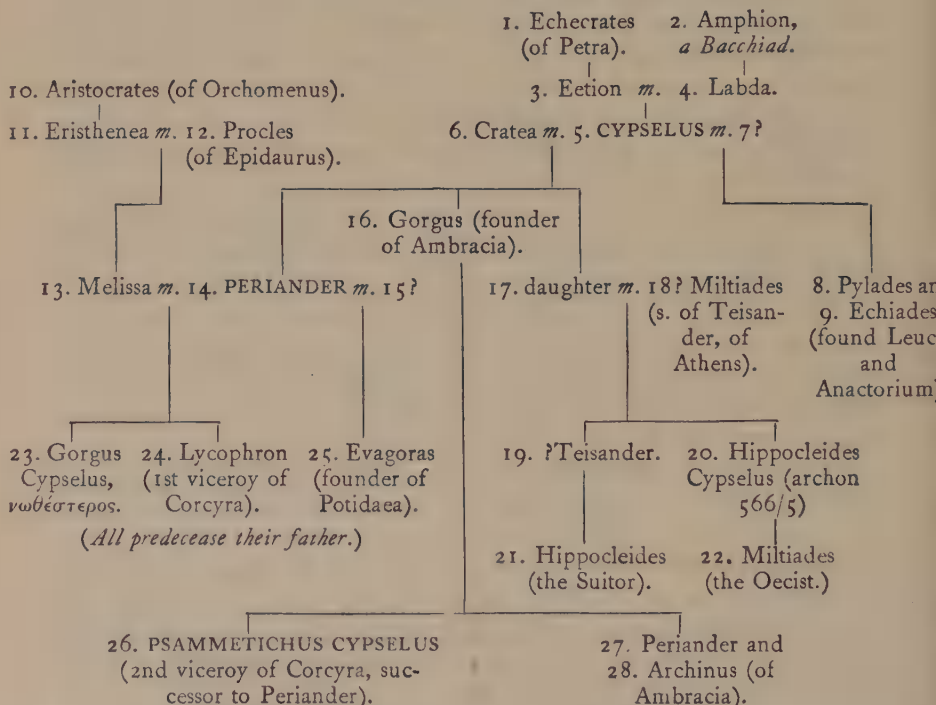 1. Echecrates
(of Petra).
2. Amphion,
a Bacchiad.
10. Aristocrates (of Orchomenus).
3. Eetion m. 4. Labda.
11. Eristhenea m. 12. Procles
(of Epidaurus).
6. Cratea m. 5. CYPSELUS m. 7?
16. Gorgus (founder
of Ambracia).
13. Melissa m. 14. PERIANDER m. 15?
17. daughter m. 18? Miltiades
(s. of Teisan-
der, of
Athens).
8. Pylades
9. Echiades
(found
and
Anactorium)
23. Gorgus
Cypselus,
νωθέστερος.
24. Lycophron
(1st viceroy of
Corcyra).
25. Evagoras
(founder of
Potidaea).
(All predecease their father.)
19. ?Teisander.
20. Hippocleides
Cypselus (archon
566/5)
21. Hippocleides
(the Suitor).
22. Miltiades
(the Oecist.)
26. PSAMMETICHUS CYPSELUS
(2nd viceroy of Corcyra, suc-
cessor to Periander).
27. Periander and
28. Archinus (of
Ambracia).